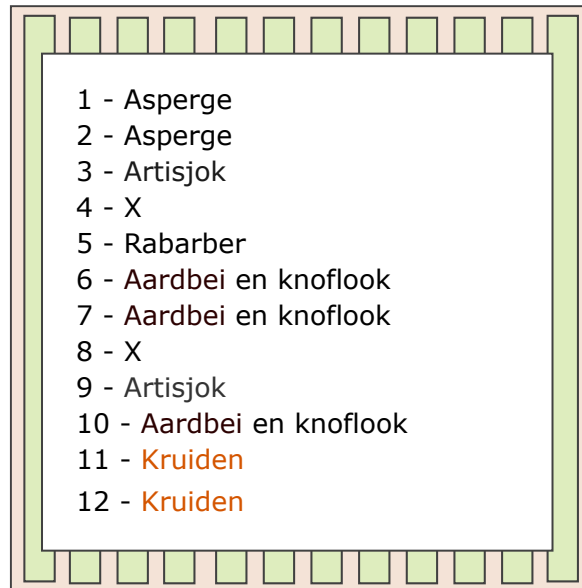 1 - Asperge
2 - Asperge
3 - Artisjok
4 - X
5 - Rabarber
6 - Aardbei en knoflook
7 - Aardbei en knoflook
8 - X
9 - Artisjok
10 - Aardbei en knoflook
11 - Kruiden
12 - Kruiden